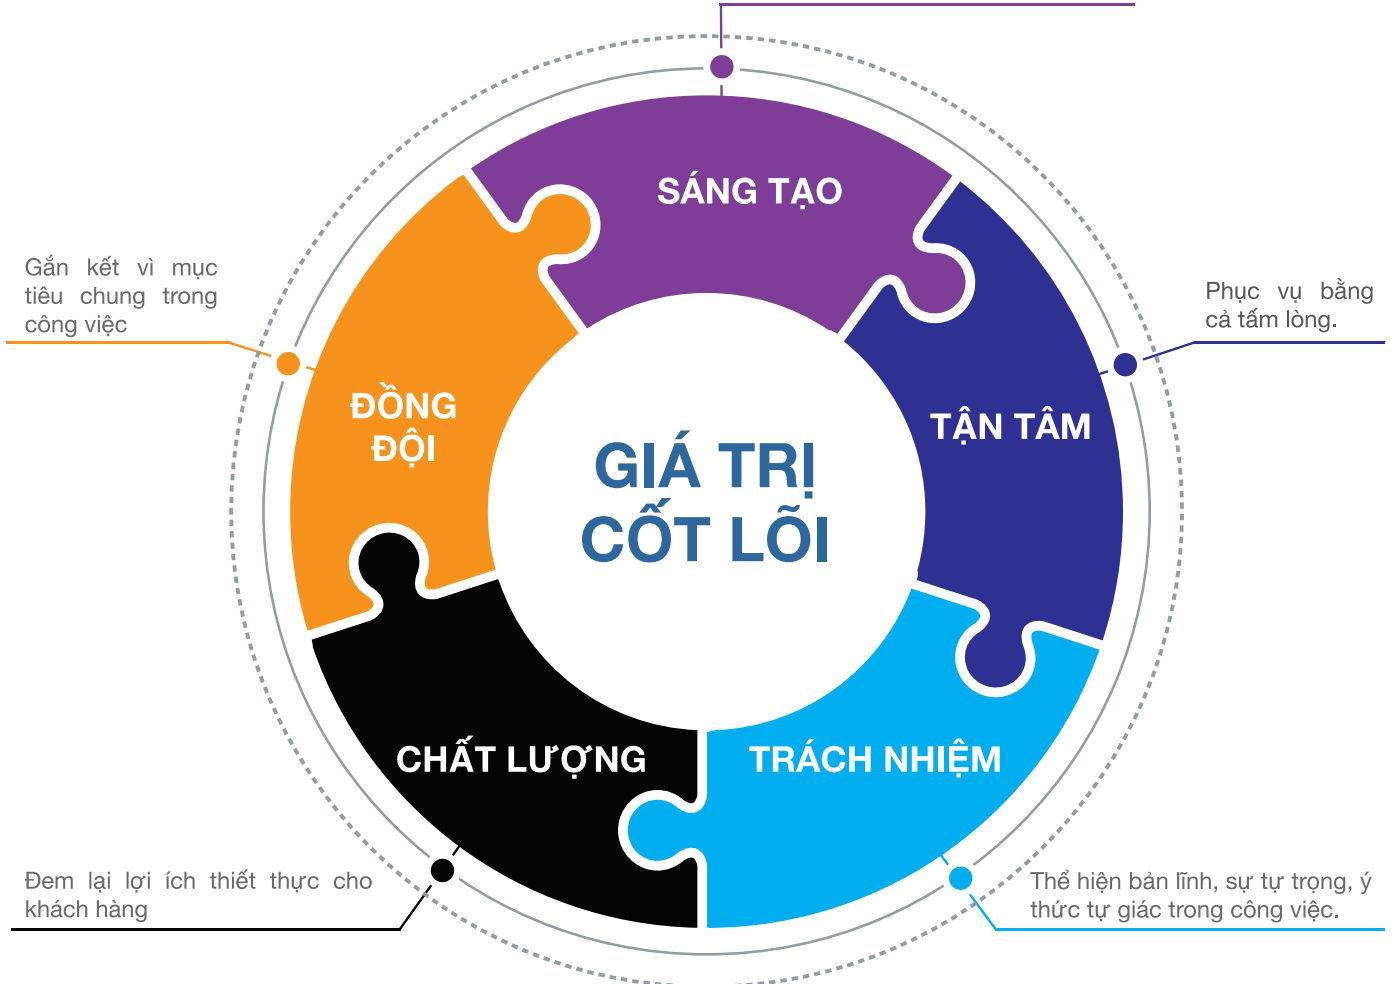 SÁNG TẠO
Gắn kết vì mục
tiêu chung trong
công việc
Phục vụ bằng
cả tấm lòng.
ĐỒNG
ĐỘI
TẬN TÂM
GIÁ TRỊ
CỐT LÕI
CHẤT LƯỢNG
TRÁCH NHIỆM
Đem lại lợi ích thiết thực cho
khách hàng
Thể hiện bản lĩnh, sự tự trọng, ý
thức tự giác trong công việc.